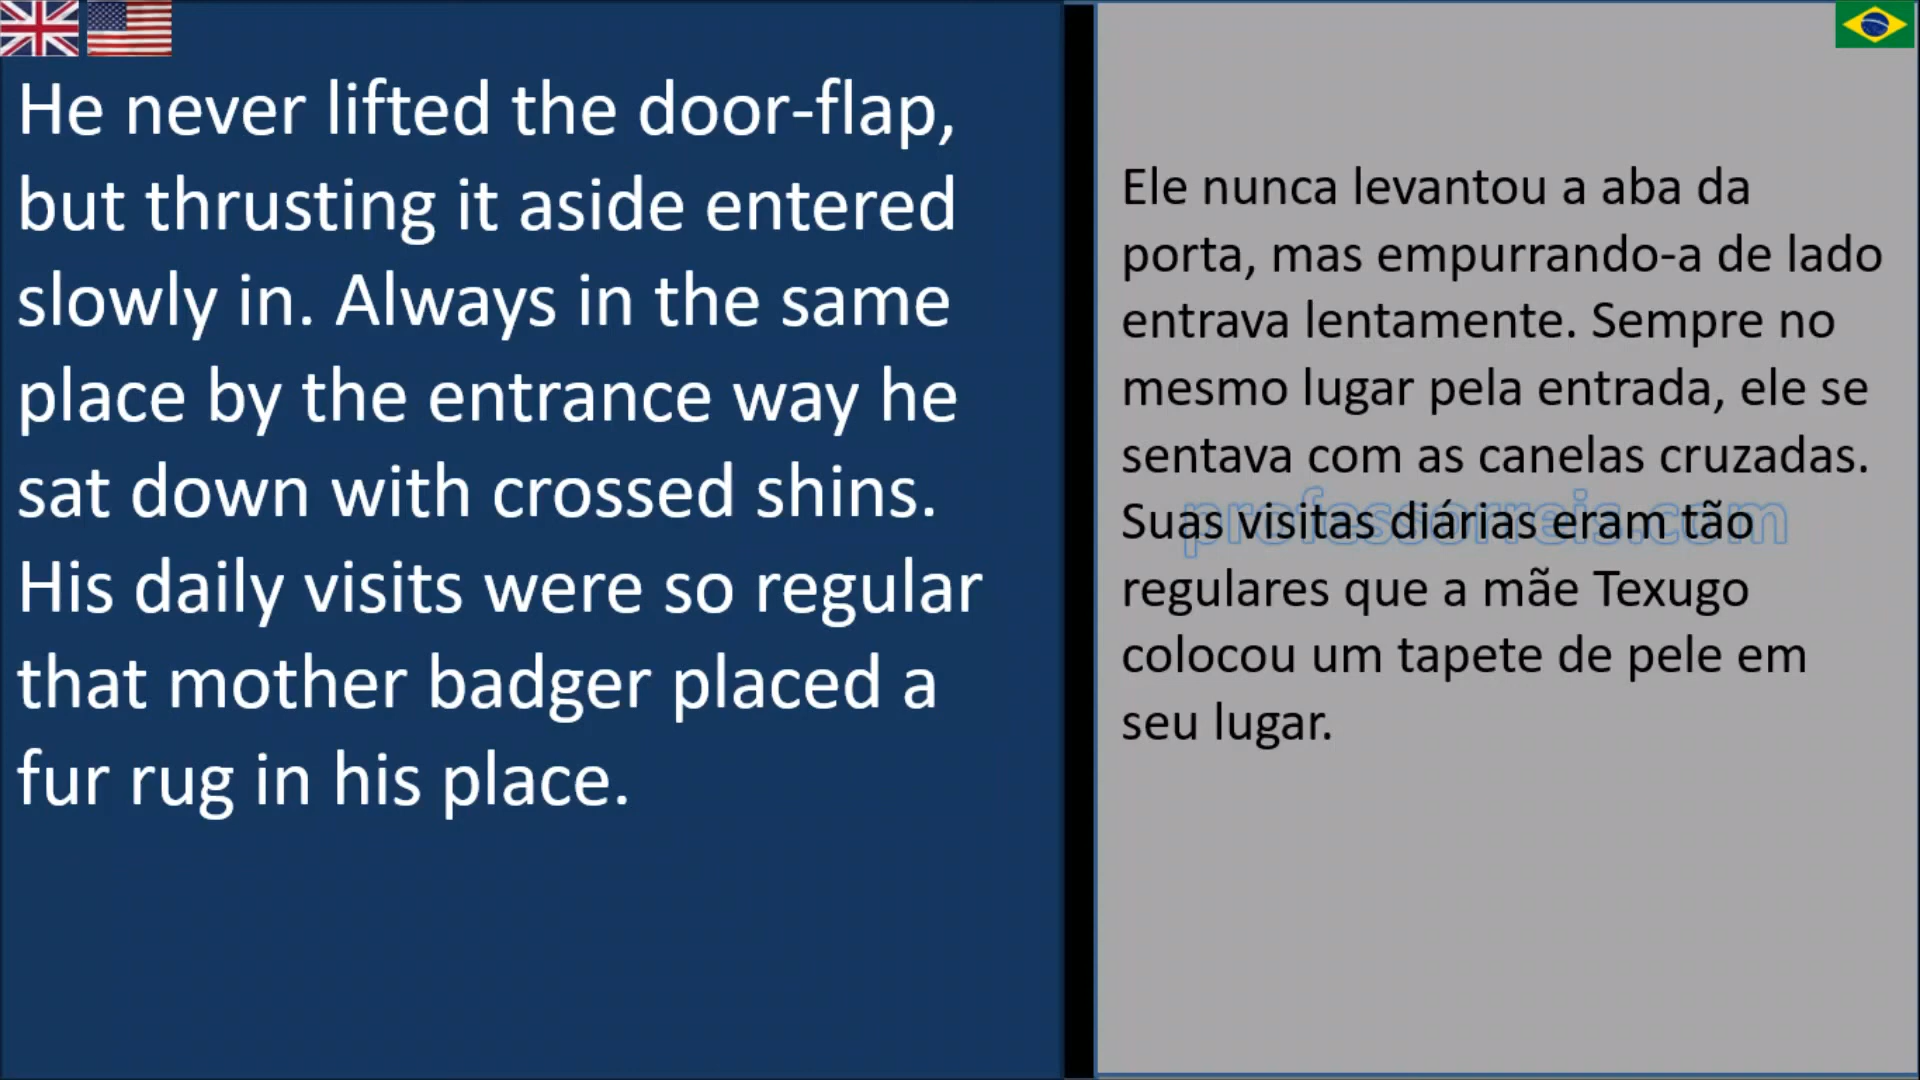 He never lifted the door-flap,
but thrusting it aside entered
slowly in. Always in the same
place by the entrance way he
sat down with crossed shins.
His daily visits were so regular
that mother badger placed a
fur rug in his place.
Ele nunca levantou a aba da
porta, mas empurrando-a de lado
entrava lentamente. Sempre no
mesmo lugar pela entrada, ele se
sentava com as canelas cruzadas.
Suas visitas diárias eram tão
regulares que a mãe Texugo
colocou um tapete de pele em
seu lugar.
professorreis.com